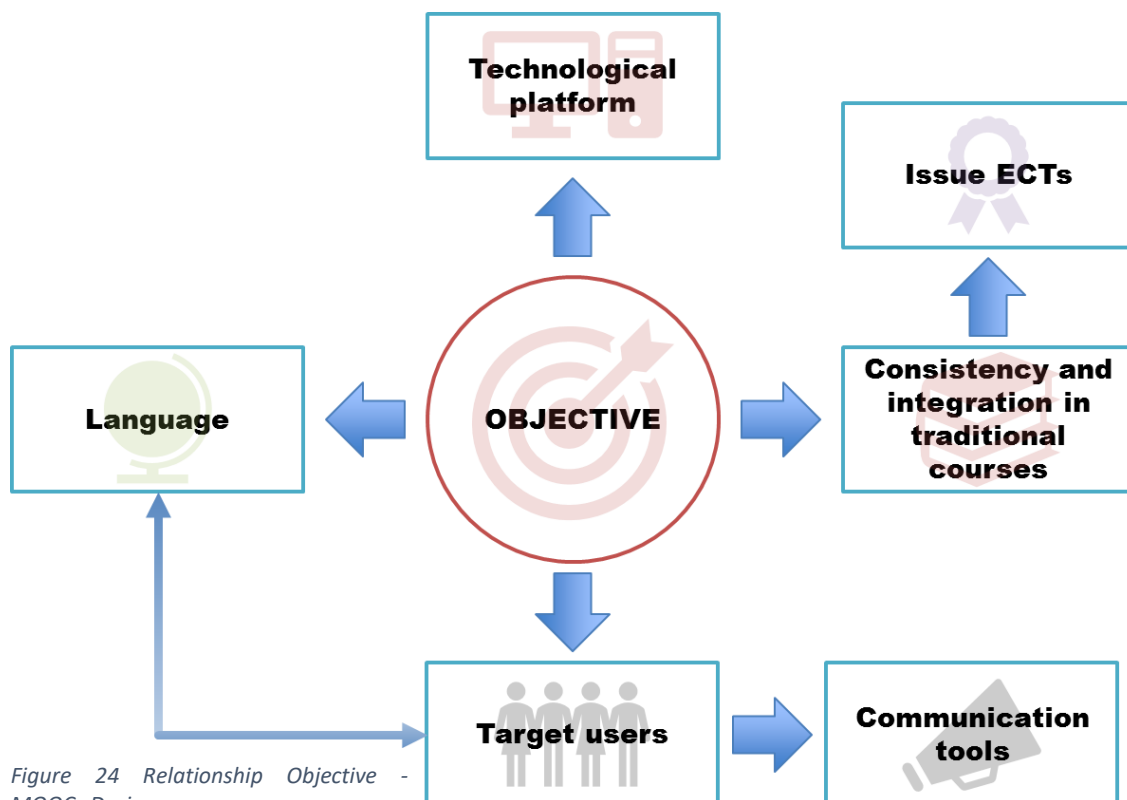 Technological
platform
Issue ECTs
Language
OBJECTIVE
Consistency and
integration in
traditional
courses
Target users
Communication
tools
Figure 24 Relationship Objective -